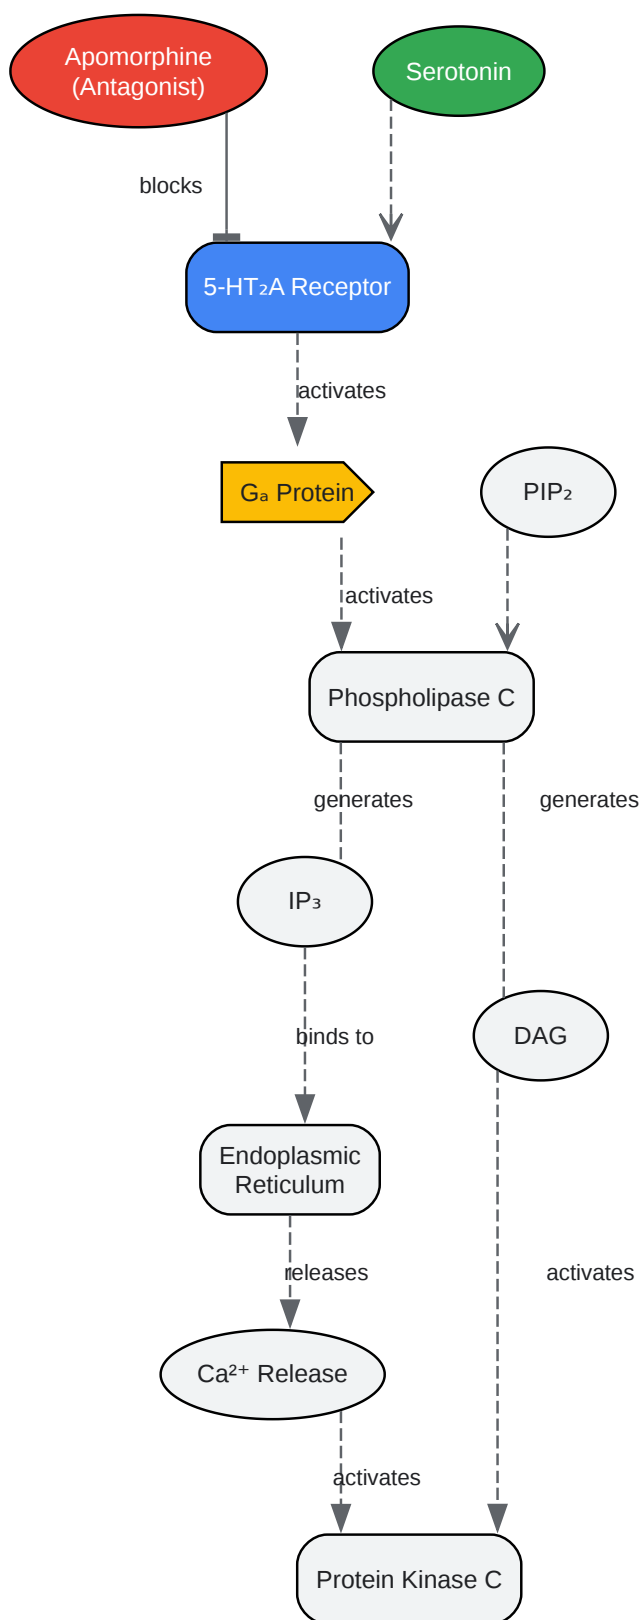 Apomorphine
(Antagonist)
Serotonin
blocks
5-HT₂A Receptor
activates
Gₐ Protein
PIP₂
activates
Phospholipase C
generates
generates
IP₃
binds to
DAG
Endoplasmic
Reticulum
releases
activates
Ca²⁺ Release
activates
Protein Kinase C